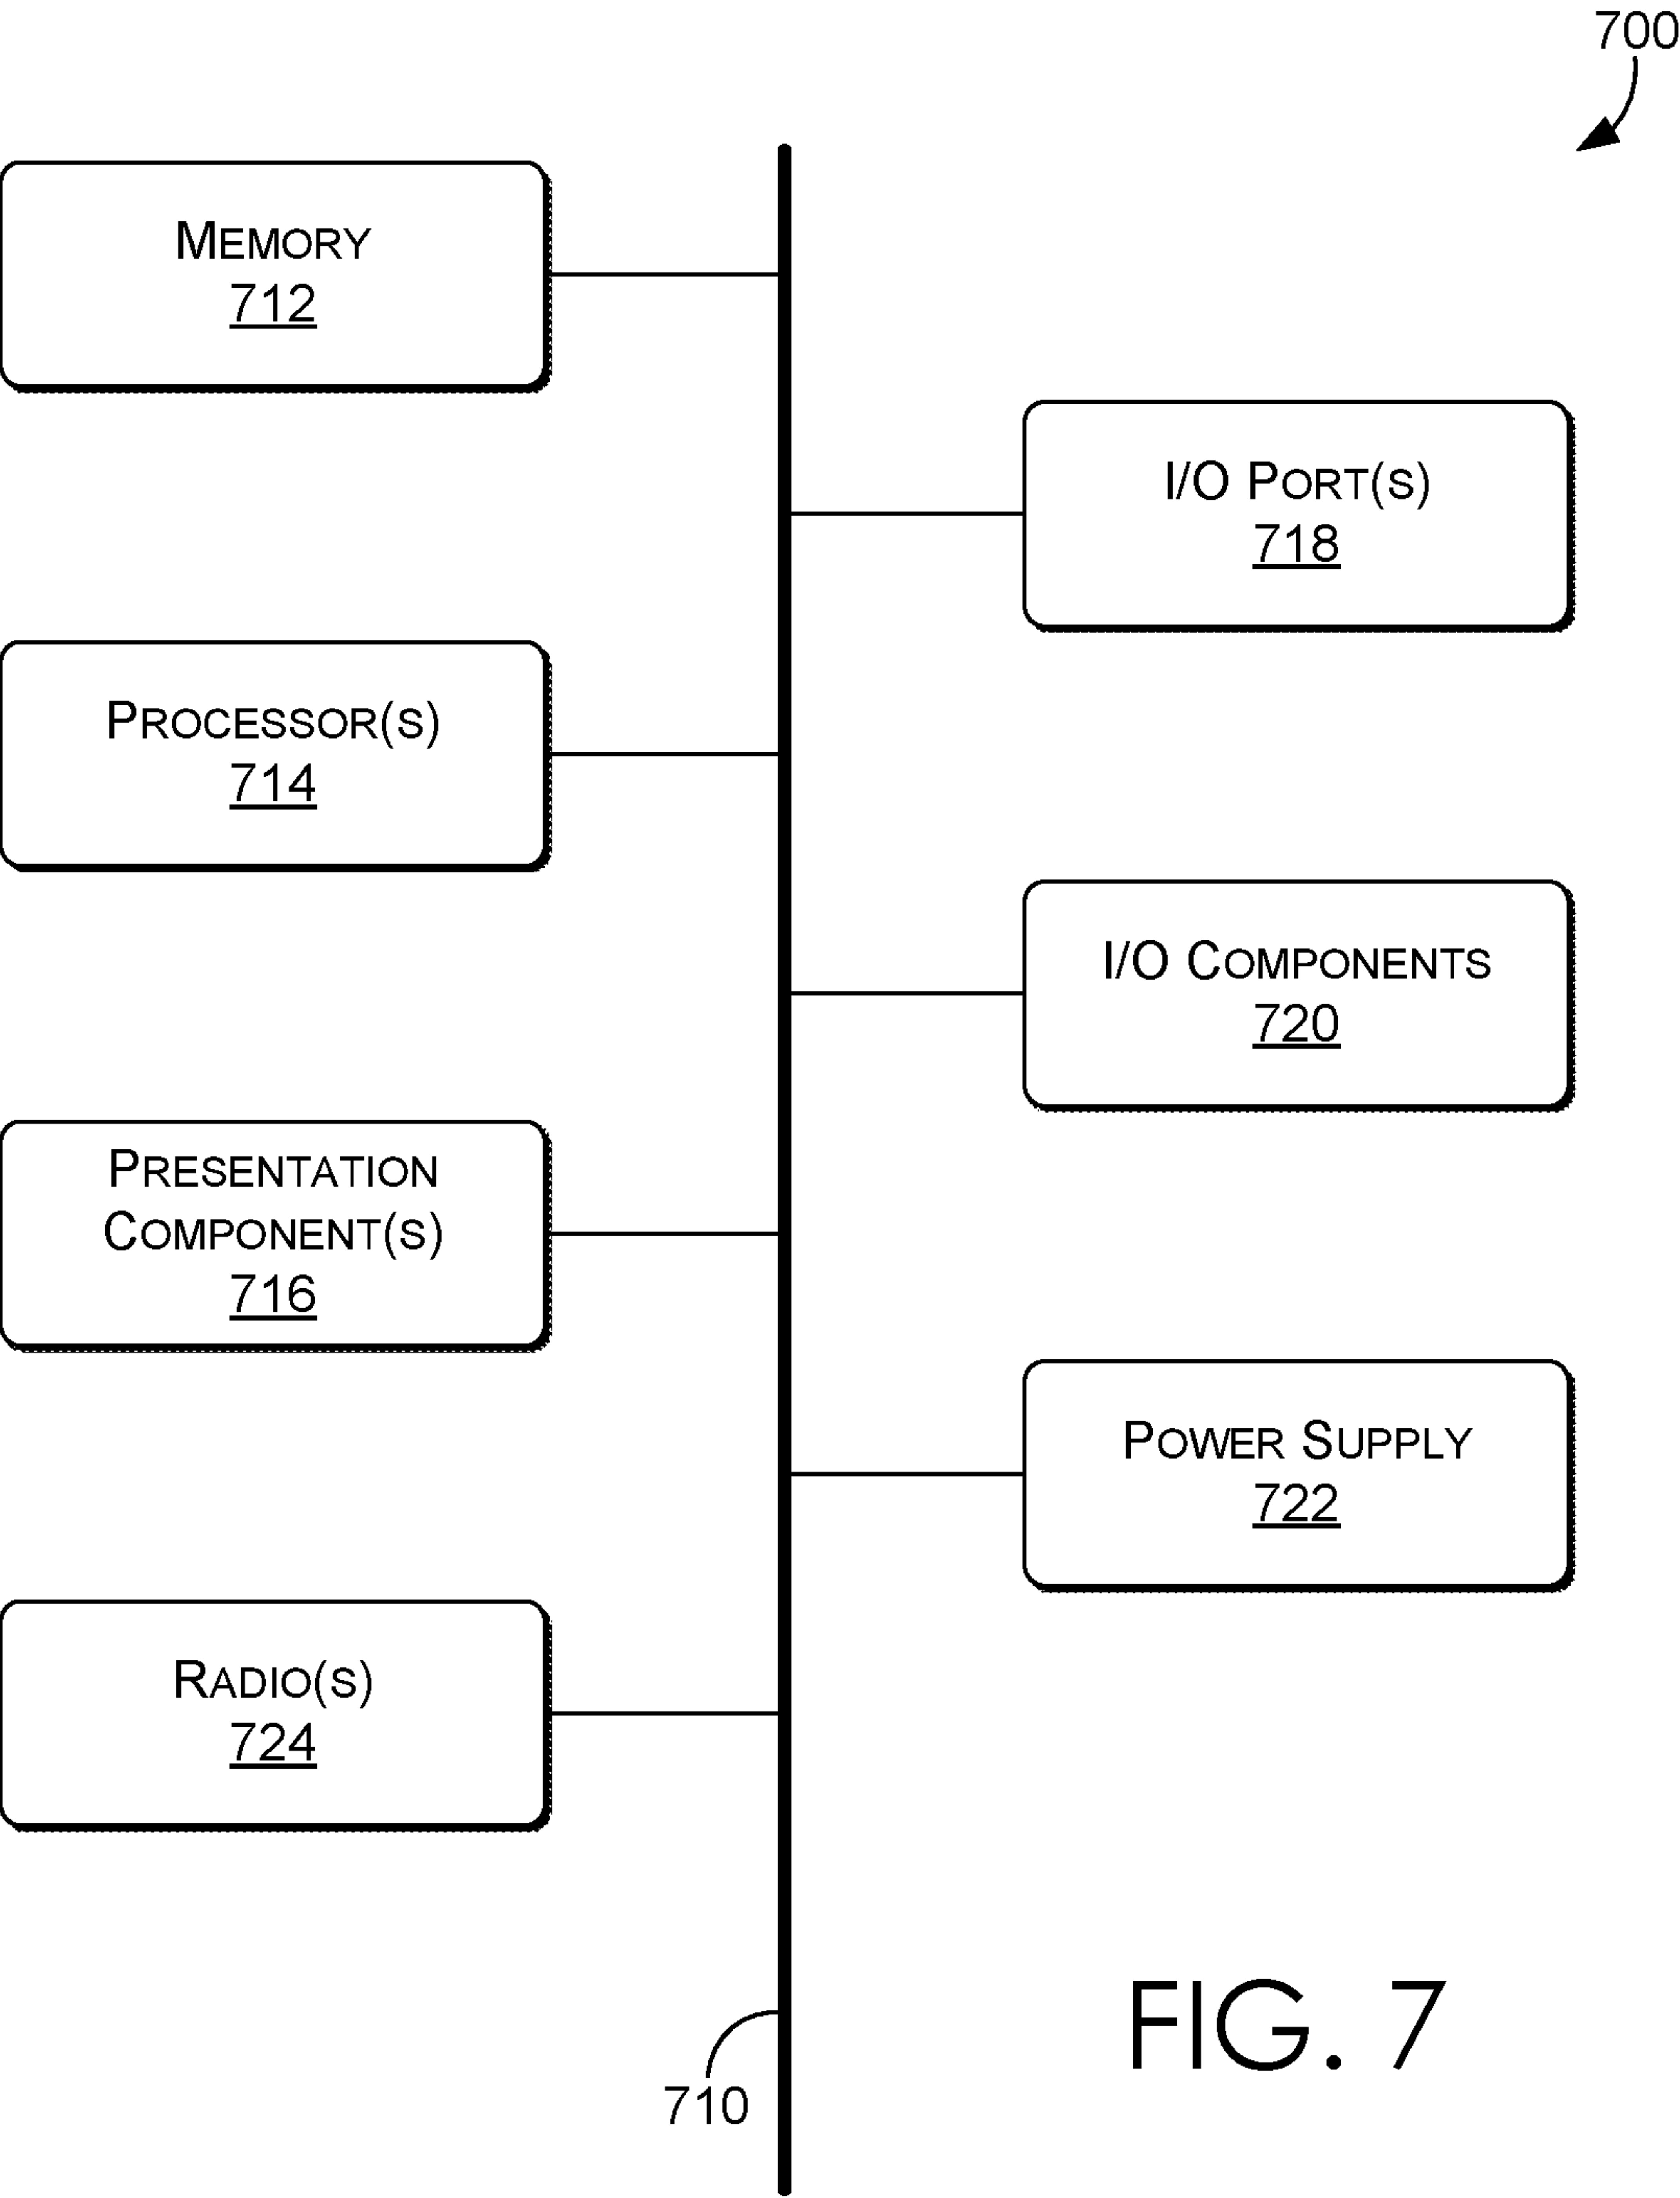 700
MEMORY
712
I/O PORT(S)
718
PROCESSOR(S)
714
I/O COMPONENTS
720
PRESENTATION
COMPONENT(S)
716
POWER SUPPLY
722
RADIO(S)
724
710
FIG. 7